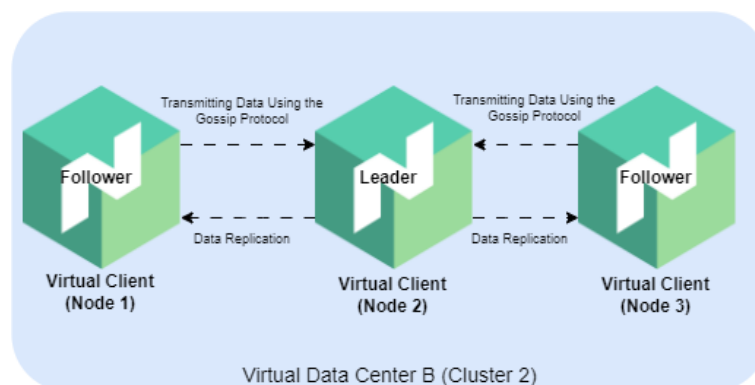 Transmitting Data Using the
Gossip Protocol
Transmitting Data Using the
Gossip Protocol
Follower
Leader
Follower
Data Replication
Data Replication
Virtual Client
(Node 1)
Virtual Client
(Node 2)
Virtual Client
(Node 3)
Virtual Data Center B (Cluster 2)